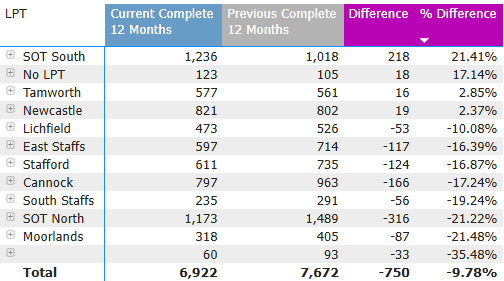 LPT Current Complete 12 Months Previous Complete 12 Months Difference % Difference
SOT South 1,236 1,018 218 21.41%
No LPT 123 105 18 17.14%
Tamworth 577 561 16 2.85%
Newcastle 821 802 19 2.37%
Lichfield 473 526 -53 -10.08%
East Staffs 597 714 -117 -16.39%
Stafford 611 735 -124 -16.87%
Cannock 797 963 -166 -17.24%
South Staffs 235 291 -56 -19.24%
SOT North 1,173 1,489 -316 -21.22%
Moorlands 318 405 -87 -21.48%
60 93 -33 -35.48%
Total 6,922 7,672 -750 -9.78%